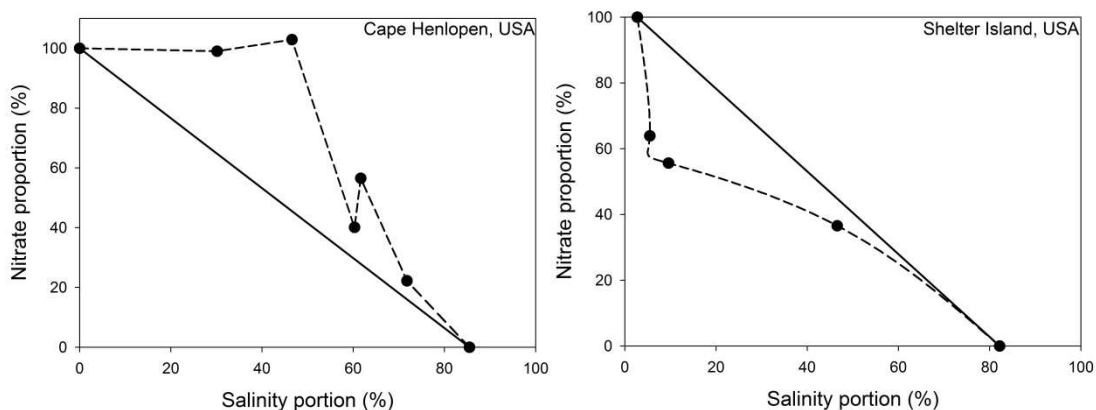 Cape Henlopen, USA
100
80
60
40
20
0
0 20 40 60 80 100
Nitrate proportion (%)
Salinity portion (%)
Shelter Island, USA
100
80
60
40
20
0
0 20 40 60 80 100
Nitrate proportion (%)
Salinity portion (%)